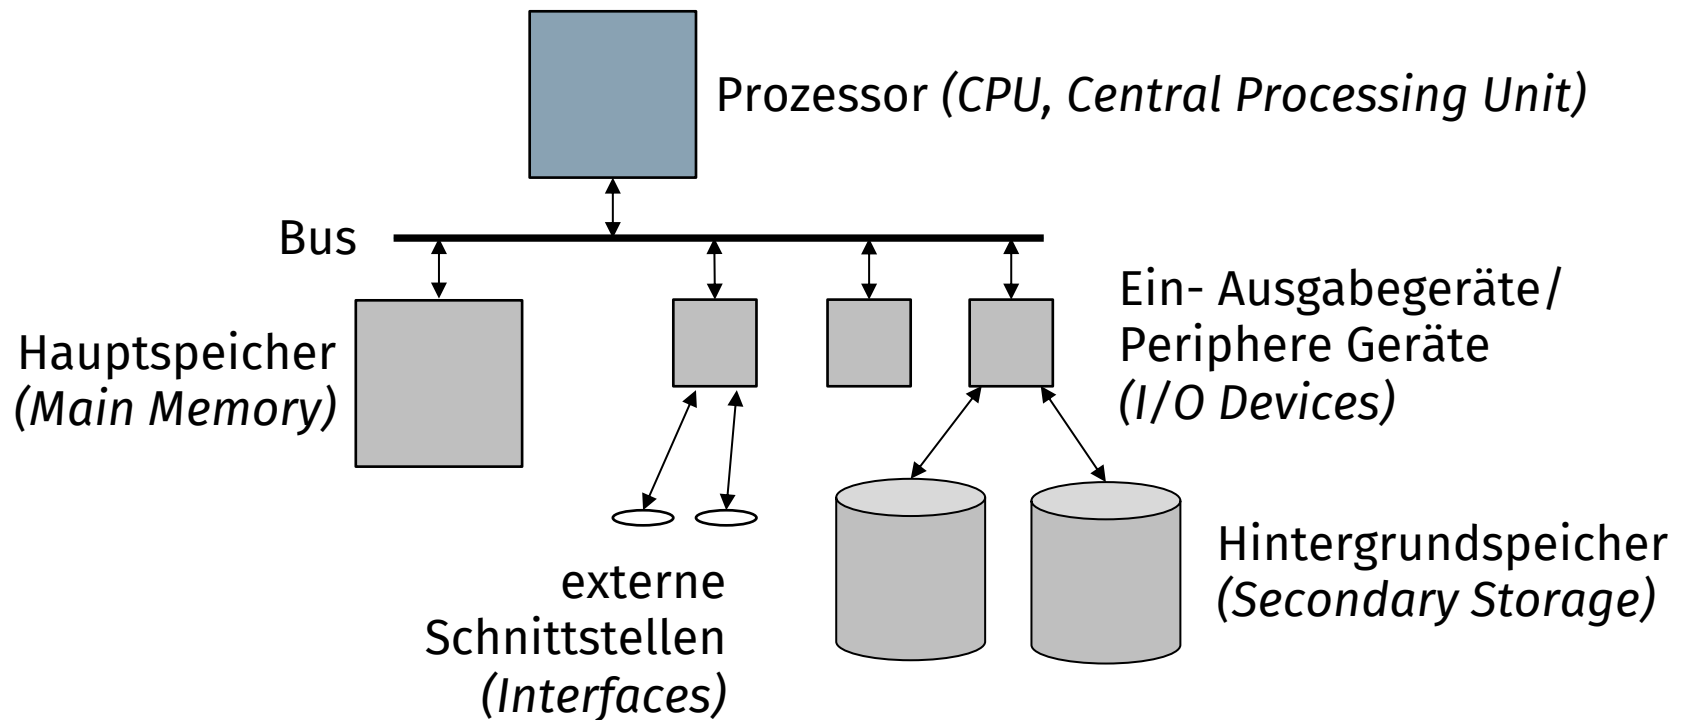 Prozessor (CPU, Central Processing Unit)
Bus
Hauptspeicher
(Main Memory)
Ein- Ausgabegeräte/
Periphere Geräte
(I/O Devices)
externe
Schnittstellen
(Interfaces)
Hintergrundspeicher
(Secondary Storage)